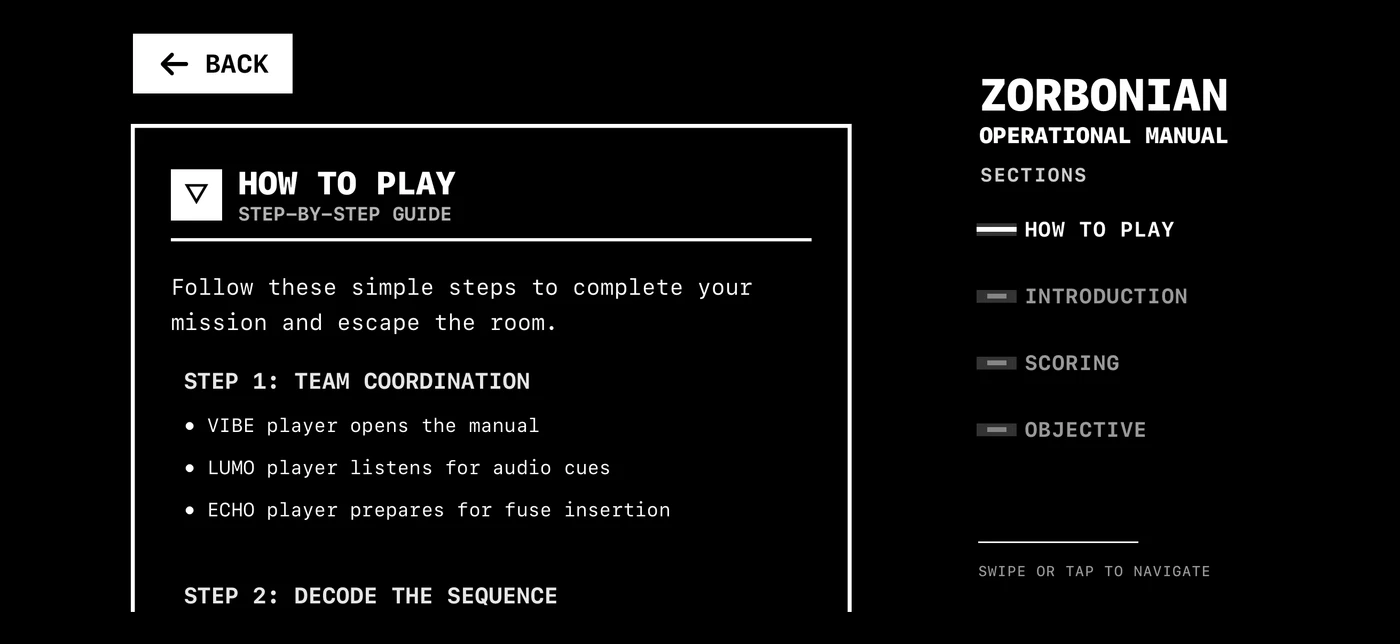 BACK
HOW TO PLAY
STEP-BY-STEP GUIDE
Follow these simple steps to complete your
mission and escape the room.
STEP 1: TEAM COORDINATION
• VIBE player opens the manual
• LUMO player listens for audio cues
• ECHO player prepares for fuse insertion
STEP 2: DECODE THE SEQUENCE
ZORBONIAN
OPERATIONAL MANUAL
SECTIONS
HOW TO PLAY
INTRODUCTION
SCORING
OBJECTIVE
SWIPE OR TAP TO NAVIGATE